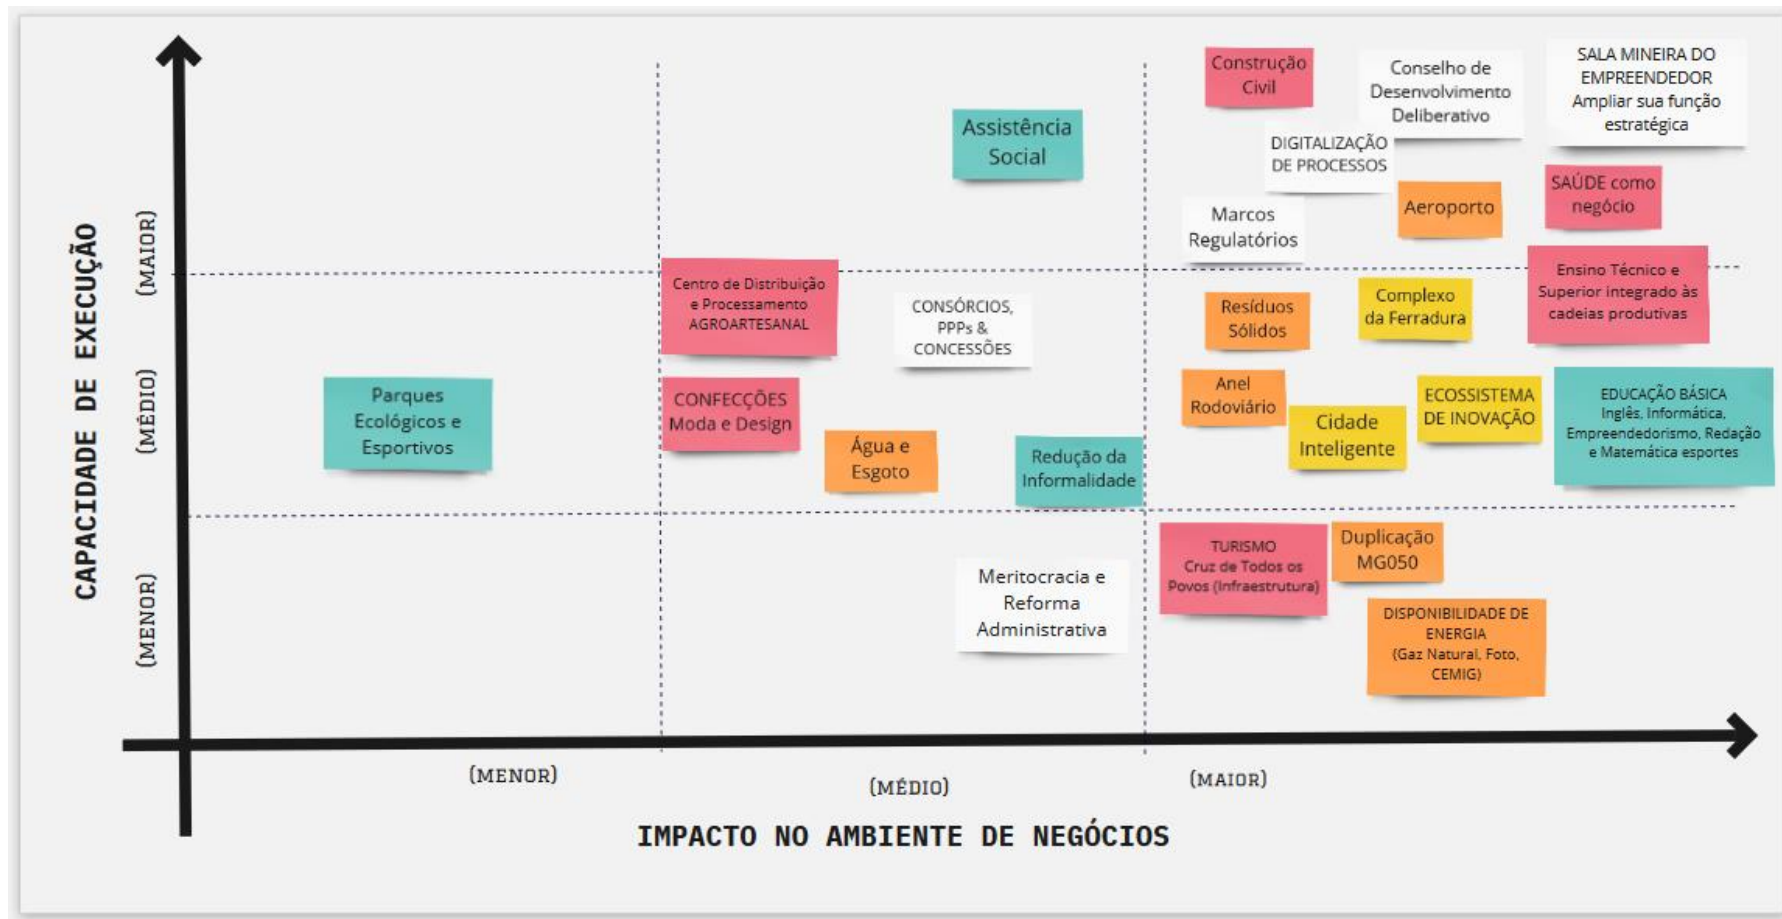 Construção
Civil
Conselho de
Desenvolvimento
Deliberativo
SALA MINEIRA DO
EMPREENDEDOR
Ampliar sua função
estratégica
Assistência
Social
DIGITALIZAÇÃO
DE PROCESSOS
SAÚDE como
negócio
Aeroporto
Marcos
Regulatórios
CAPACIDADE DE EXECUÇÃO
(MAIOR)
(MÉDIO)
(MENOR)
Centro de Distribuição
e Processamento
AGROARTESANAL
CONSÓRCIOS,
PPPs &
CONCESSÕES
Resíduos
Sólidos
Complexo
da Ferradura
Ensino Técnico e
Superior integrado às
cadeias produtivas
Parques
Ecológicos e
Esportivos
CONFECÇÕES
Moda e Design
Água e
Esgoto
Redução da
Informalidade
Anel
Rodoviário
Cidade
Inteligente
ECOSSISTEMA
DE INOVAÇÃO
EDUCAÇÃO BÁSICA
Inglês, Informática,
Empreendedorismo, Redação
e Matemática esportes
Meritocracia e
Reforma
Administrativa
TURISMO
Cruz de Todos os
Povos (Infraestrutura)
Duplicação
MG050
DISPONIBILIDADE DE
ENERGIA
(Gaz Natural, Foto,
CEMIG)
(MENOR)
(MÉDIO)
(MAIOR)
IMPACTO NO AMBIENTE DE NEGÓCIOS